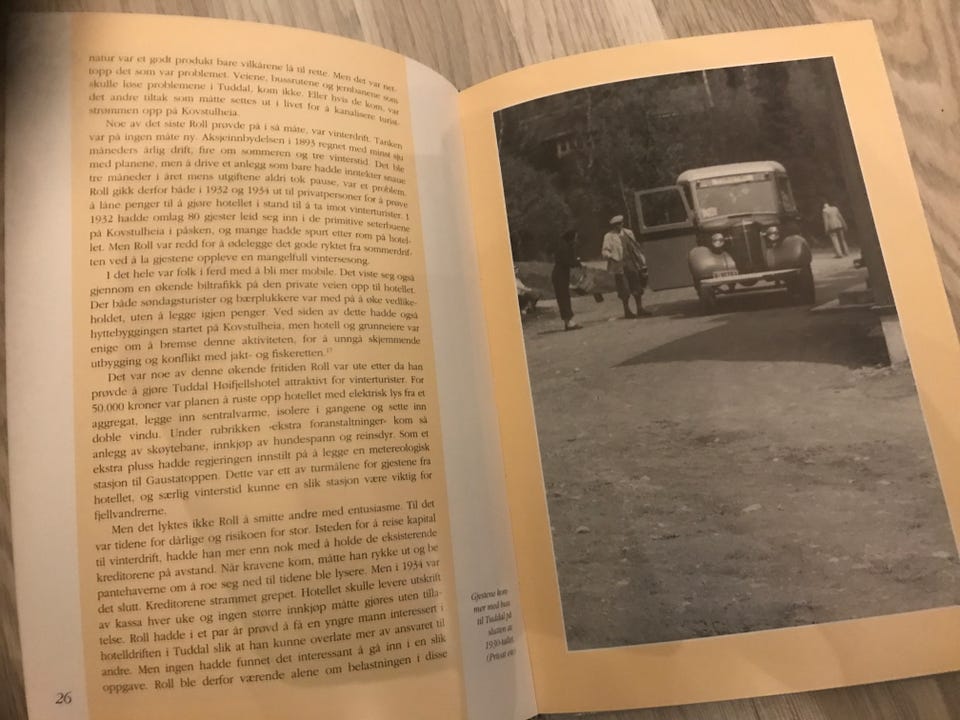 natur var et godt produkt bare vilkårene lå til rette. Men det var net-
topp det som var problemet. Veiene, bussrutene og jernbanene som
skulle løse problemene i Tuddal, kom ikke. Eller hvis de kom, var
det andre tiltak som måtte settes ut i livet for å kanalisere turist-
strømmen opp på Kovstulheia.
Noe av det siste Roll prøvde på i så måte, var vinterdrift. Tanken
var på ingen måte ny. Aksjeinnbydelsen i 1893 regnet med minst sju
måneders årlig drift, fire om sommeren og tre vinterstid. Det ble
med planene, men å drive et anlegg som bare hadde inntekter snaue
tre måneder i året mens utgiftene aldri tok pause, var et problem.
Roll gikk derfor både i 1932 og 1934 ut til privatpersoner for å prøve
å låne penger til å gjøre hotellet i stand til å ta imot vinterturister. I
1932 hadde omlag 80 gjester leid seg inn i de primitive seterbuene
på Kovstulheia i påsken, og mange hadde spurt etter rom på hotel-
let. Men Roll var redd for å ødelegge det gode ryktet fra sommerdrif-
ten ved å la gjestene oppleve en mangelfull vintersesong.
I det hele var folk i ferd med å bli mer mobile. Det viste seg også
gjennom en økende biltrafikk på den private veien opp til hotellet.
Der både søndagsturister og bærplukkere var med på å øke vedlike-
holdet, uten å legge igjen penger. Ved siden av dette hadde også
hyttebyggingen startet på Kovstulheia, men hotell og grunneiere var
enige om å bremse denne aktiviteten, for å unngå skjemmende
utbygging og konflikt med jakt- og fiskeretten.¹⁷
Det var noe av denne økende fritiden Roll var ute etter da han
prøvde å gjøre Tuddal Høifjellshotel attraktivt for vinterturister. For
50.000 kroner var planen å ruste opp hotellet med elektrisk lys fra et
aggregat, legge inn sentralvarme, isolere i gangene og sette inn
doble vindu. Under rubrikken «ekstra foranstaltninger» kom så
anlegg av skøytebane, innkjøp av hundespann og reinsdyr. Som et
ekstra pluss hadde regjeringen innstilt på å legge en metereologisk
stasjon til Gaustatoppen. Dette var ett av turmålene for gjestene fra
hotellet, og særlig vinterstid kunne en slik stasjon være viktig for
fjellvandrerne.
Men det lyktes ikke Roll å smitte andre med entusiasme. Til det
var tidene for dårlige og risikoen for stor. Isteden for å reise kapital
til vinterdrift, hadde han mer enn nok med å holde de eksisterende
kreditorene på avstand. Når kravene kom, måtte han rykke ut og be
pantehaverne om å roe seg ned til tidene ble lysere. Men i 1934 var
det slutt. Kreditorene strammet grepet. Hotellet skulle levere utskrift
av kassa hver uke og ingen større innkjøp måtte gjøres uten tilla-
telse. Roll hadde i et par år prøvd å få en yngre mann interessert i
hotelldriften i Tuddal slik at han kunne overlate mer av ansvaret til
andre. Men ingen hadde funnet det interessant å gå inn i en slik
oppgave. Roll ble derfor værende alene om belastningen i disse
26
Gjestene kom-
mer med buss
til Tuddal på
slutten av
1930-tallet.
(Privat eie)